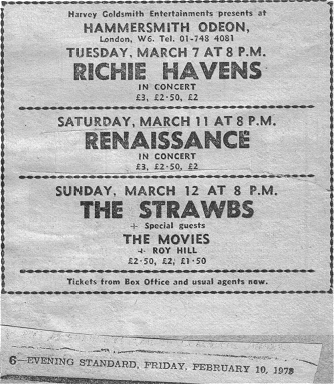 Harvey Goldsmith Entertainments presents at
HAMMERSMITH ODEON,
London, W6. Tel. 01-748 4081
TUESDAY, MARCH 7 AT 8 P.M.
RICHIE HAVENS
IN CONCERT
£3, £2·50, £2
SATURDAY, MARCH 11 AT 8 P.M.
RENAISSANCE
IN CONCERT
£3, £2·50, £2
SUNDAY, MARCH 12 AT 8 P.M.
THE STRAWBS
+ Special guests
THE MOVIES
+ ROY HILL
£2·50, £2, £1·50
Tickets from Box Office and usual agents now.
6—EVENING STANDARD, FRIDAY, FEBRUARY 10, 1978